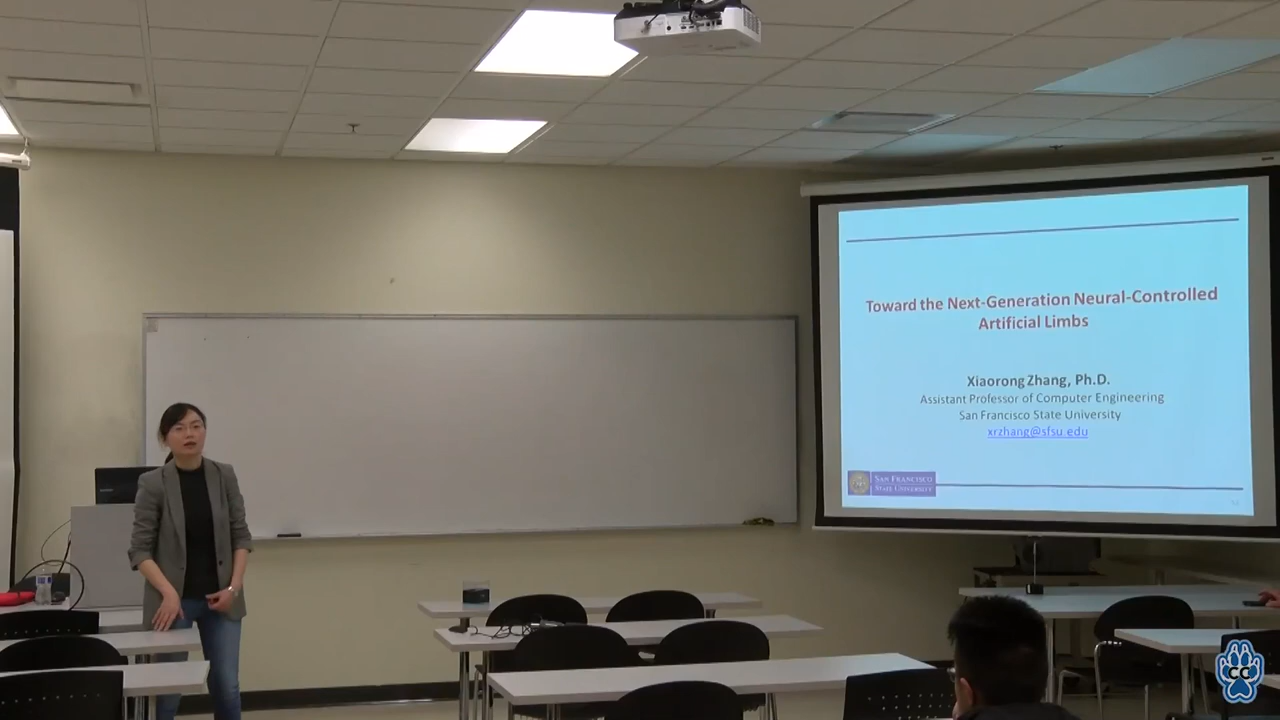 Toward the Next-Generation Neural-Controlled
Artificial Limbs
Xiaorong Zhang, Ph.D.
Assistant Professor of Computer Engineering
San Francisco State University
xrzhang@sfsu.edu
SAN FRANCISCO
STATE UNIVERSITY
CC